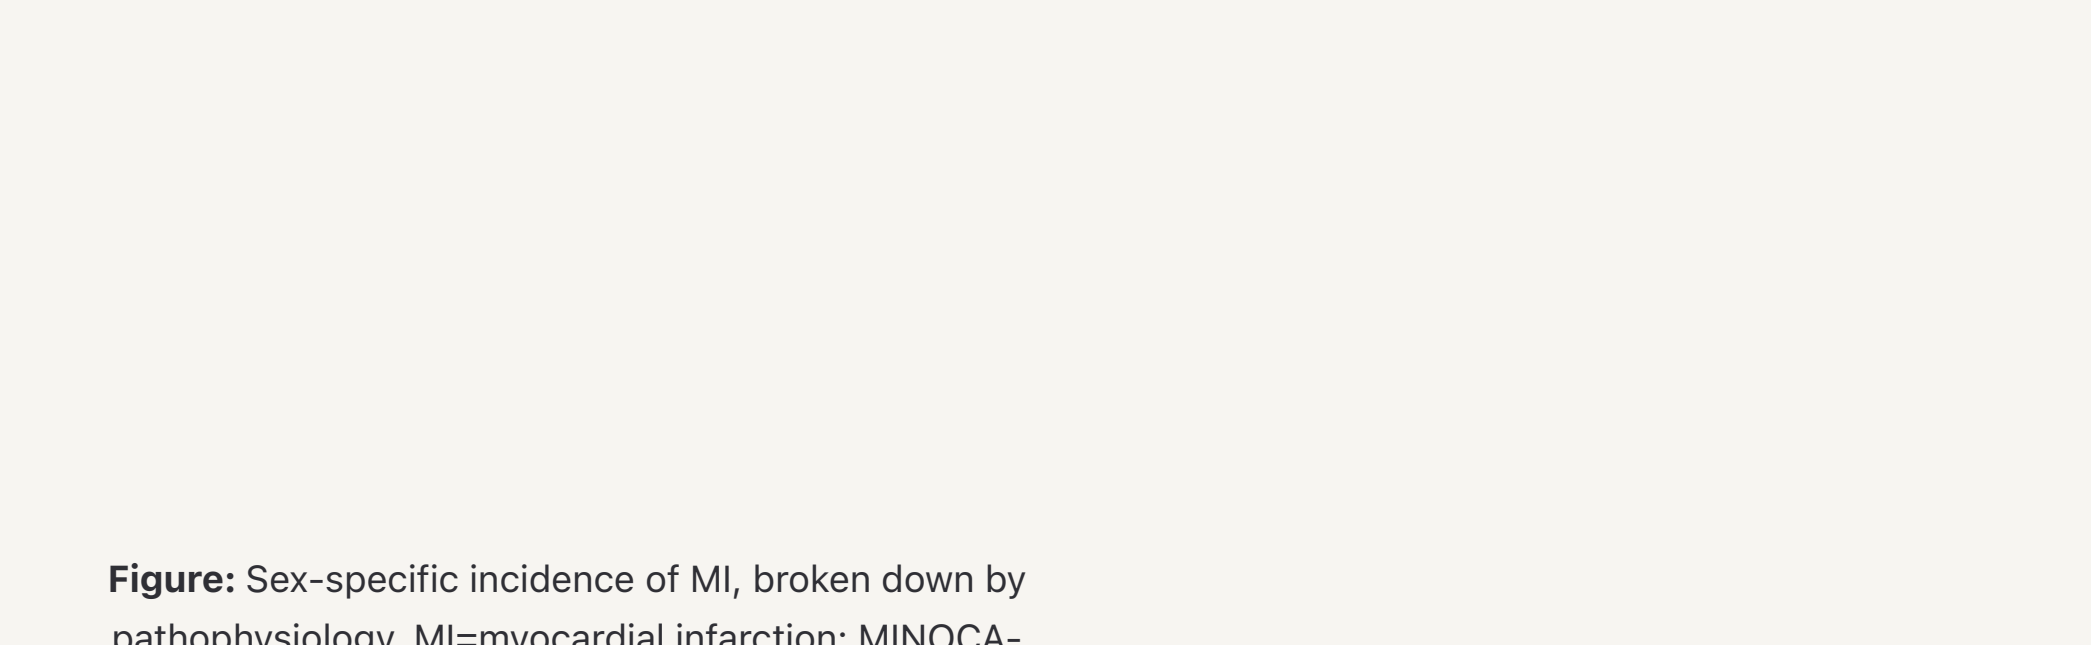 Figure: Sex-specific incidence of MI, broken down by
pathophysiology. MI=myocardial infarction; MINOCA-